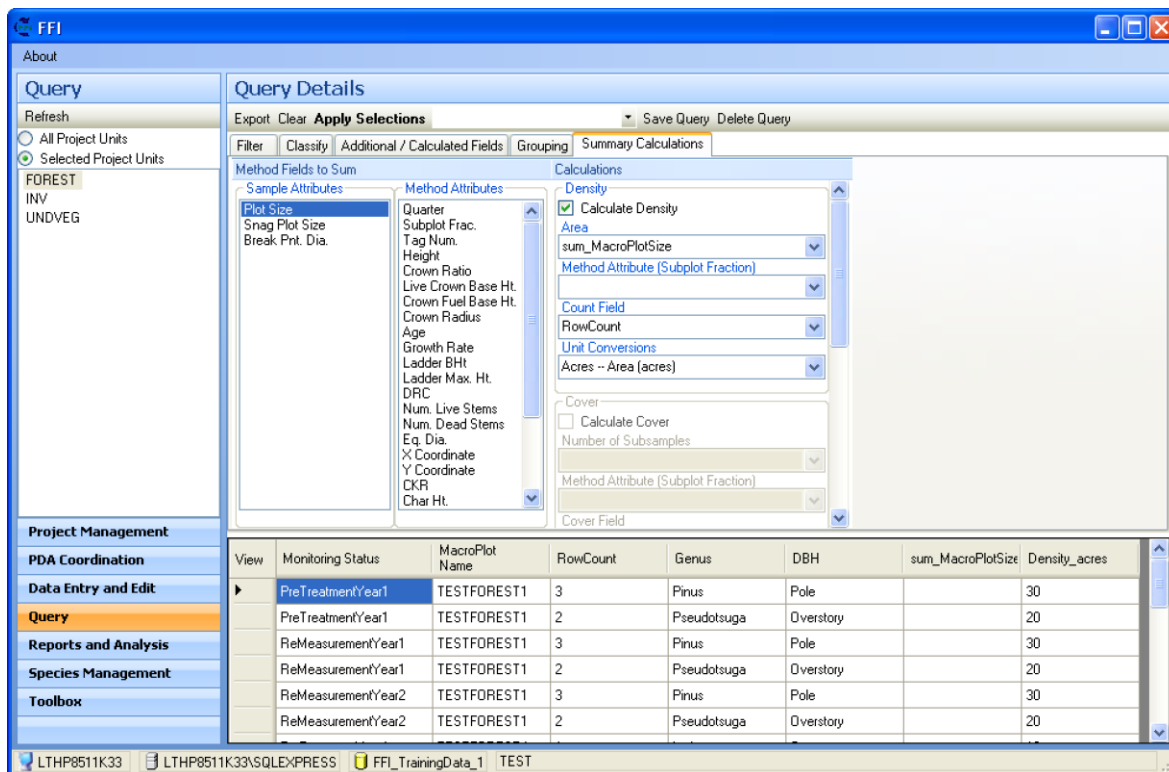 FFI
About
Query
Refresh
All Project Units
Selected Project Units
FOREST
INV
UNDVEG
Project Management
PDA Coordination
Data Entry and Edit
Query
Reports and Analysis
Species Management
Toolbox
Query Details
Export Clear Apply Selections Save Query Delete Query
Filter Classify Additional / Calculated Fields Grouping Summary Calculations
Method Fields to Sum
Sample Attributes
Plot Size
Snag Plot Size
Break Pnt. Dia.
Method Attributes
Quarter
Subplot Frac.
Tag Num.
Height
Crown Ratio
Live Crown Base Ht.
Crown Fuel Base Ht.
Crown Radius
Age
Growth Rate
Ladder BHt
Ladder Max. Ht.
DRC
Num. Live Stems
Num. Dead Stems
Eq. Dia.
X Coordinate
Y Coordinate
CKR
Char Ht.
Calculations
Density
Calculate Density
Area
sum_MacroPlotSize
Method Attribute (Subplot Fraction)
Count Field
RowCount
Unit Conversions
Acres -- Area (acres)
Cover
Calculate Cover
Number of Subsamples
Method Attribute (Subplot Fraction)
Cover Field
View Monitoring Status MacroPlot Name RowCount Genus DBH sum_MacroPlotSize Density_acres
PreTreatmentYear1 TESTFOREST1 3 Pinus Pole 30
PreTreatmentYear1 TESTFOREST1 2 Pseudotsuga Overstory 20
ReMeasurementYear1 TESTFOREST1 3 Pinus Pole 30
ReMeasurementYear1 TESTFOREST1 2 Pseudotsuga Overstory 20
ReMeasurementYear2 TESTFOREST1 3 Pinus Pole 30
ReMeasurementYear2 TESTFOREST1 2 Pseudotsuga Overstory 20
LTHP8511K33 LTHP8511K33\SQLEXPRESS FFI_TrainingData_1 TEST